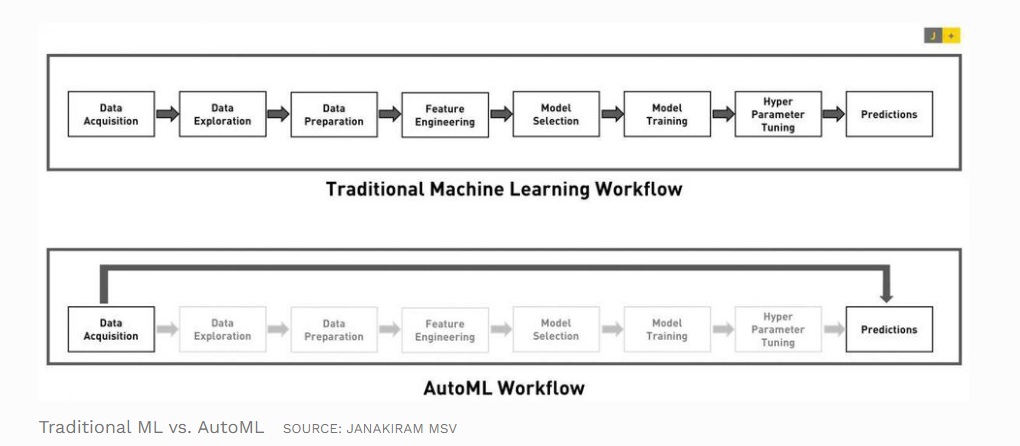 J +
Data
Acquisition
Data
Exploration
Data
Preparation
Feature
Engineering
Model
Selection
Model
Training
Hyper
Parameter
Tuning
Predictions
Traditional Machine Learning Workflow
Data
Acquisition
Data
Exploration
Data
Preparation
Feature
Engineering
Model
Selection
Model
Training
Hyper
Parameter
Tuning
Predictions
AutoML Workflow
Traditional ML vs. AutoML SOURCE: JANAKIRAM MSV